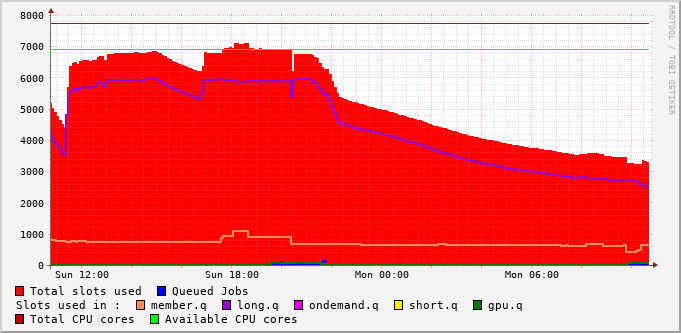 RRDTOOL / TOBI OETIKER
8000
7000
6000
5000
4000
3000
2000
1000
0
Sun 12:00 Sun 18:00 Mon 00:00 Mon 06:00
Total slots used Queued Jobs
Slots used in : member.q long.q ondemand.q short.q gpu.q
Total CPU cores Available CPU cores